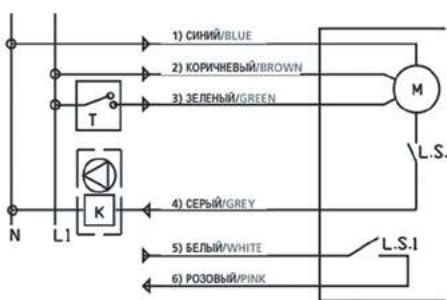 1) СИНИЙ/BLUE
2) КОРИЧНЕВЫЙ/BROWN
3) ЗЕЛЕНЫЙ/GREEN
M
T
L.S.
K
4) СЕРЫЙ/GREY
N L1
5) БЕЛЫЙ/WHITE
L.S.1
6) РОЗОВЫЙ/PINK